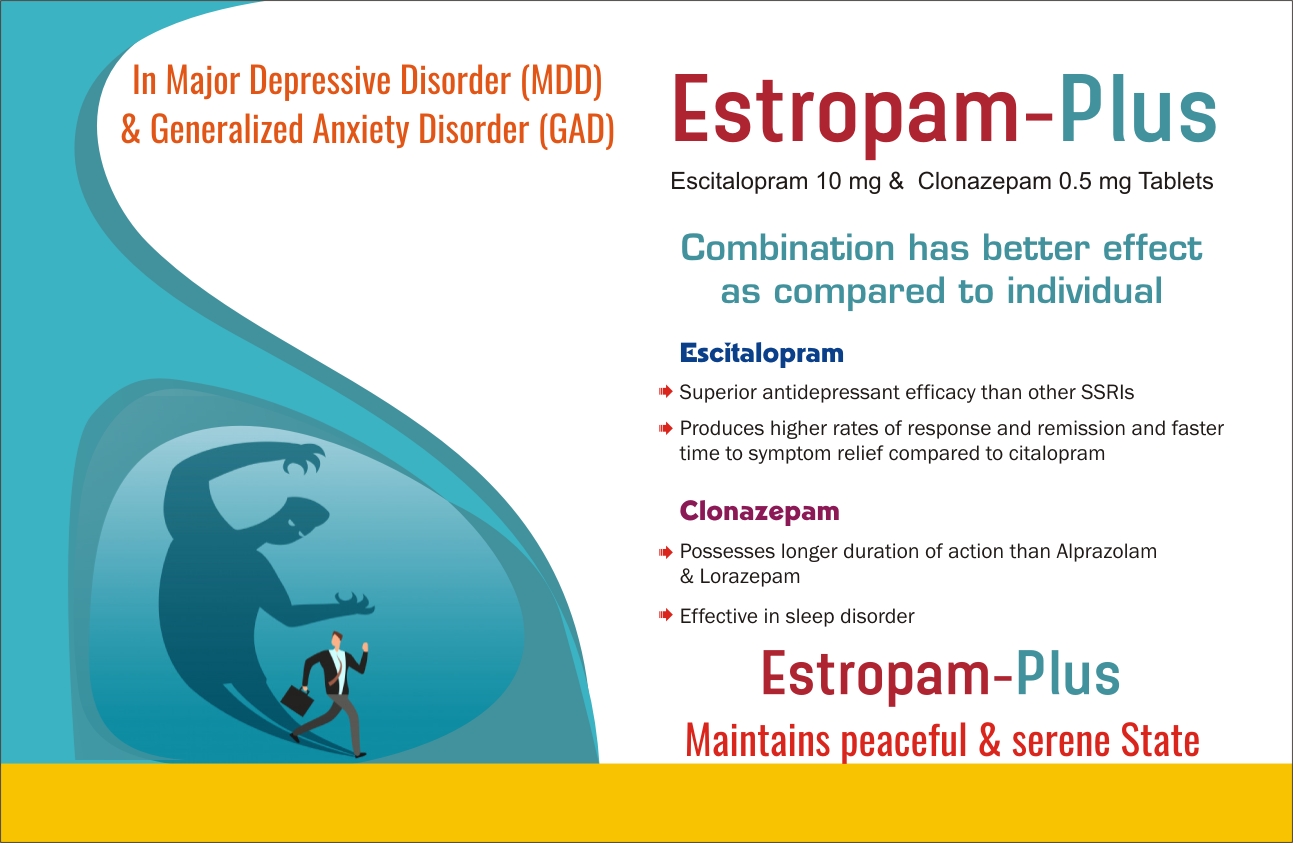 In Major Depressive Disorder (MDD)
& Generalized Anxiety Disorder (GAD)
Estropam-Plus
Escitalopram 10 mg & Clonazepam 0.5 mg Tablets
Combination has better effect
as compared to individual
Escitalopram
Superior antidepressant efficacy than other SSRIs
Produces higher rates of response and remission and faster
time to symptom relief compared to citalopram
Clonazepam
Possesses longer duration of action than Alprazolam
& Lorazepam
Effective in sleep disorder
Estropam-Plus
Maintains peaceful & serene State